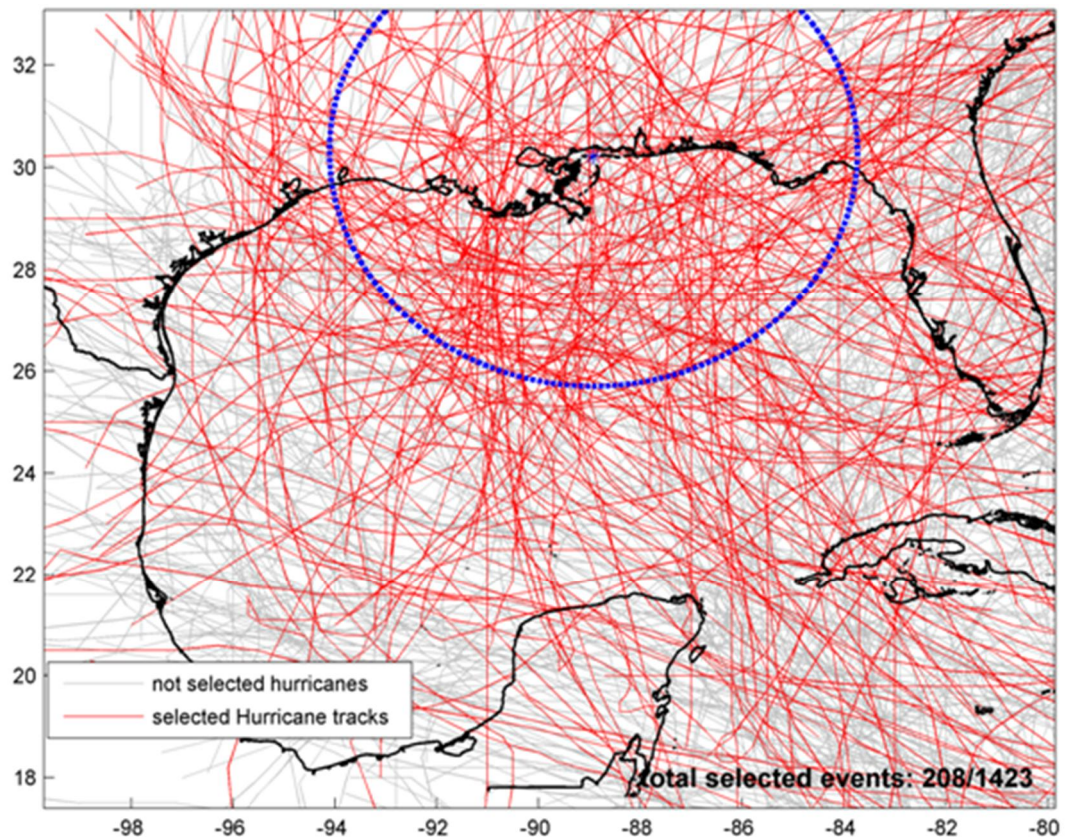 32
30
28
26
24
22
20
18
not selected hurricanes
selected Hurricane tracks
total selected events: 208/1423
-98 -96 -94 -92 -90 -88 -86 -84 -82 -80